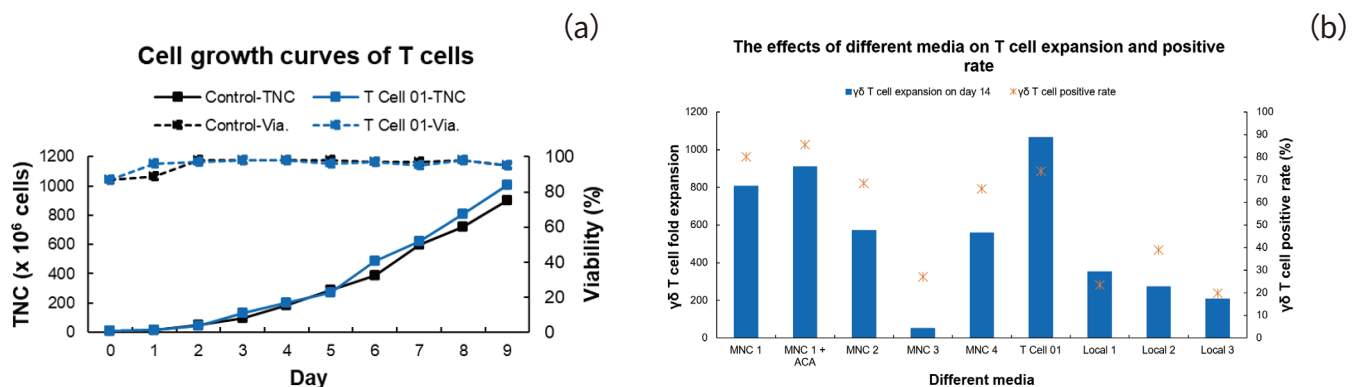 (a)
Cell growth curves of T cells
Control-TNC T Cell 01-TNC
Control-Via. T Cell 01-Via.
TNC (x 10⁶ cells)
1200
1000
800
600
400
200
0
100
80
60
40
20
0
Viability (%)
0 1 2 3 4 5 6 7 8 9
Day
(b)
The effects of different media on T cell expansion and positive
rate
γδ T cell expansion on day 14 γδ T cell positive rate
γδ T cell fold expansion
1200
1000
800
600
400
200
0
100
90
80
70
60
50
40
30
20
10
0
γδ T cell positive rate (%)
MNC 1 MNC 1 + MNC 2 MNC 3 MNC 4 T Cell 01 Local 1 Local 2 Local 3
ACA
Different media